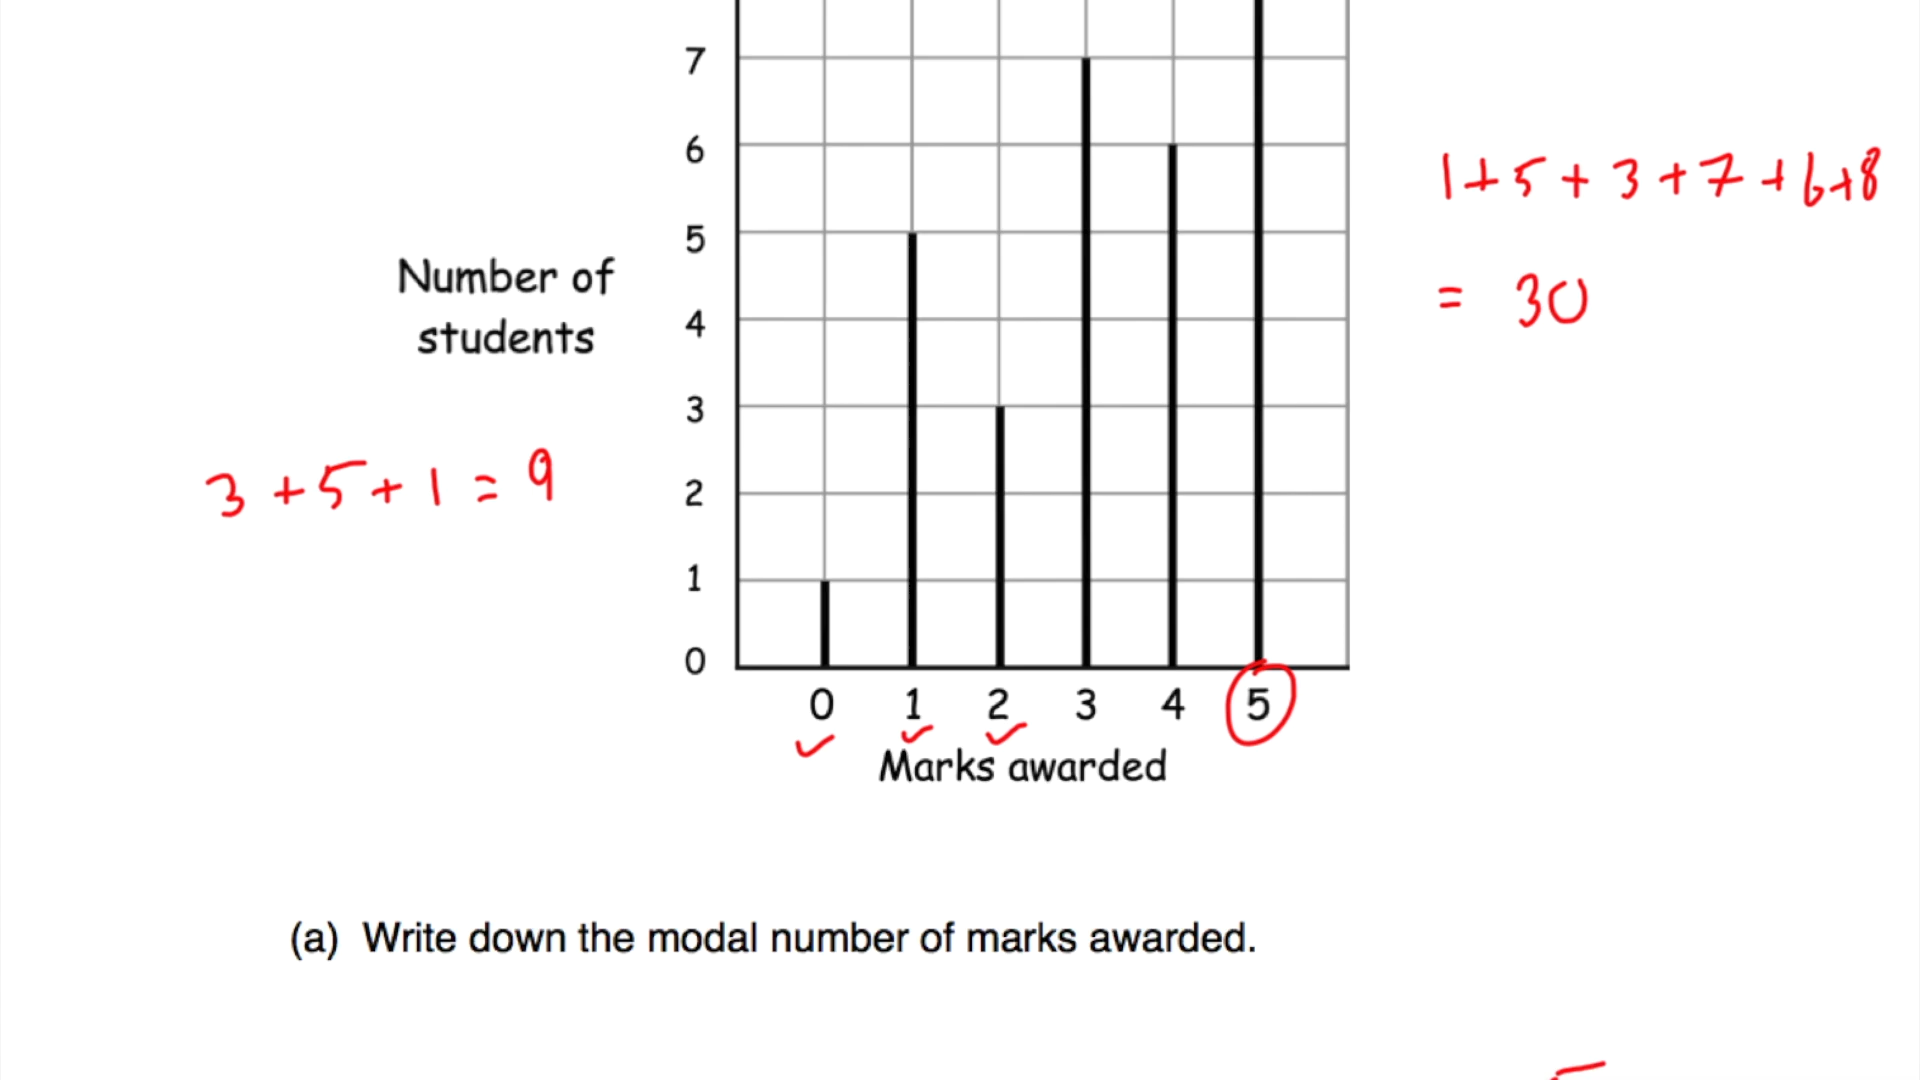 7
6
1+5+3+7+6+8
5
Number of
students
= 30
4
3
3+5+1=9
2
1
0
0 1 2 3 4 5
Marks awarded
(a) Write down the modal number of marks awarded.